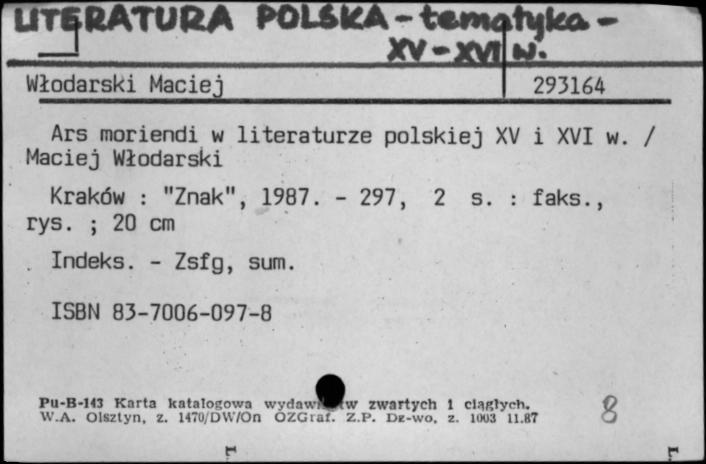 LITERATURA POLSKA - tematyka -
XV - XVI w.
Włodarski Maciej 293164
Ars moriendi w literaturze polskiej XV i XVI w. /
Maciej Włodarski
Kraków : "Znak", 1987. - 297, 2 s. : faks.,
rys. ; 20 cm
Indeks. - Zsfg, sum.
ISBN 83-7006-097-8
Pu-B-143 Karta katalogowa zwartych i ciągłych.
W.A. Olsztyn, z. 1470/DW/On OZGraf. Z.P. Dz-wo, z. 1003 11.87
8